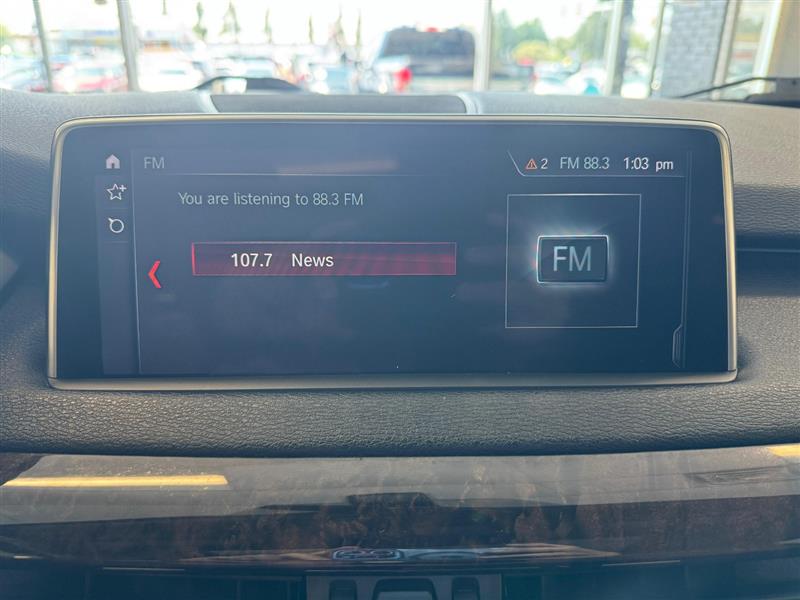 FM
2 FM 88.3 1:03 pm
You are listening to 88.3 FM
107.7 News
FM